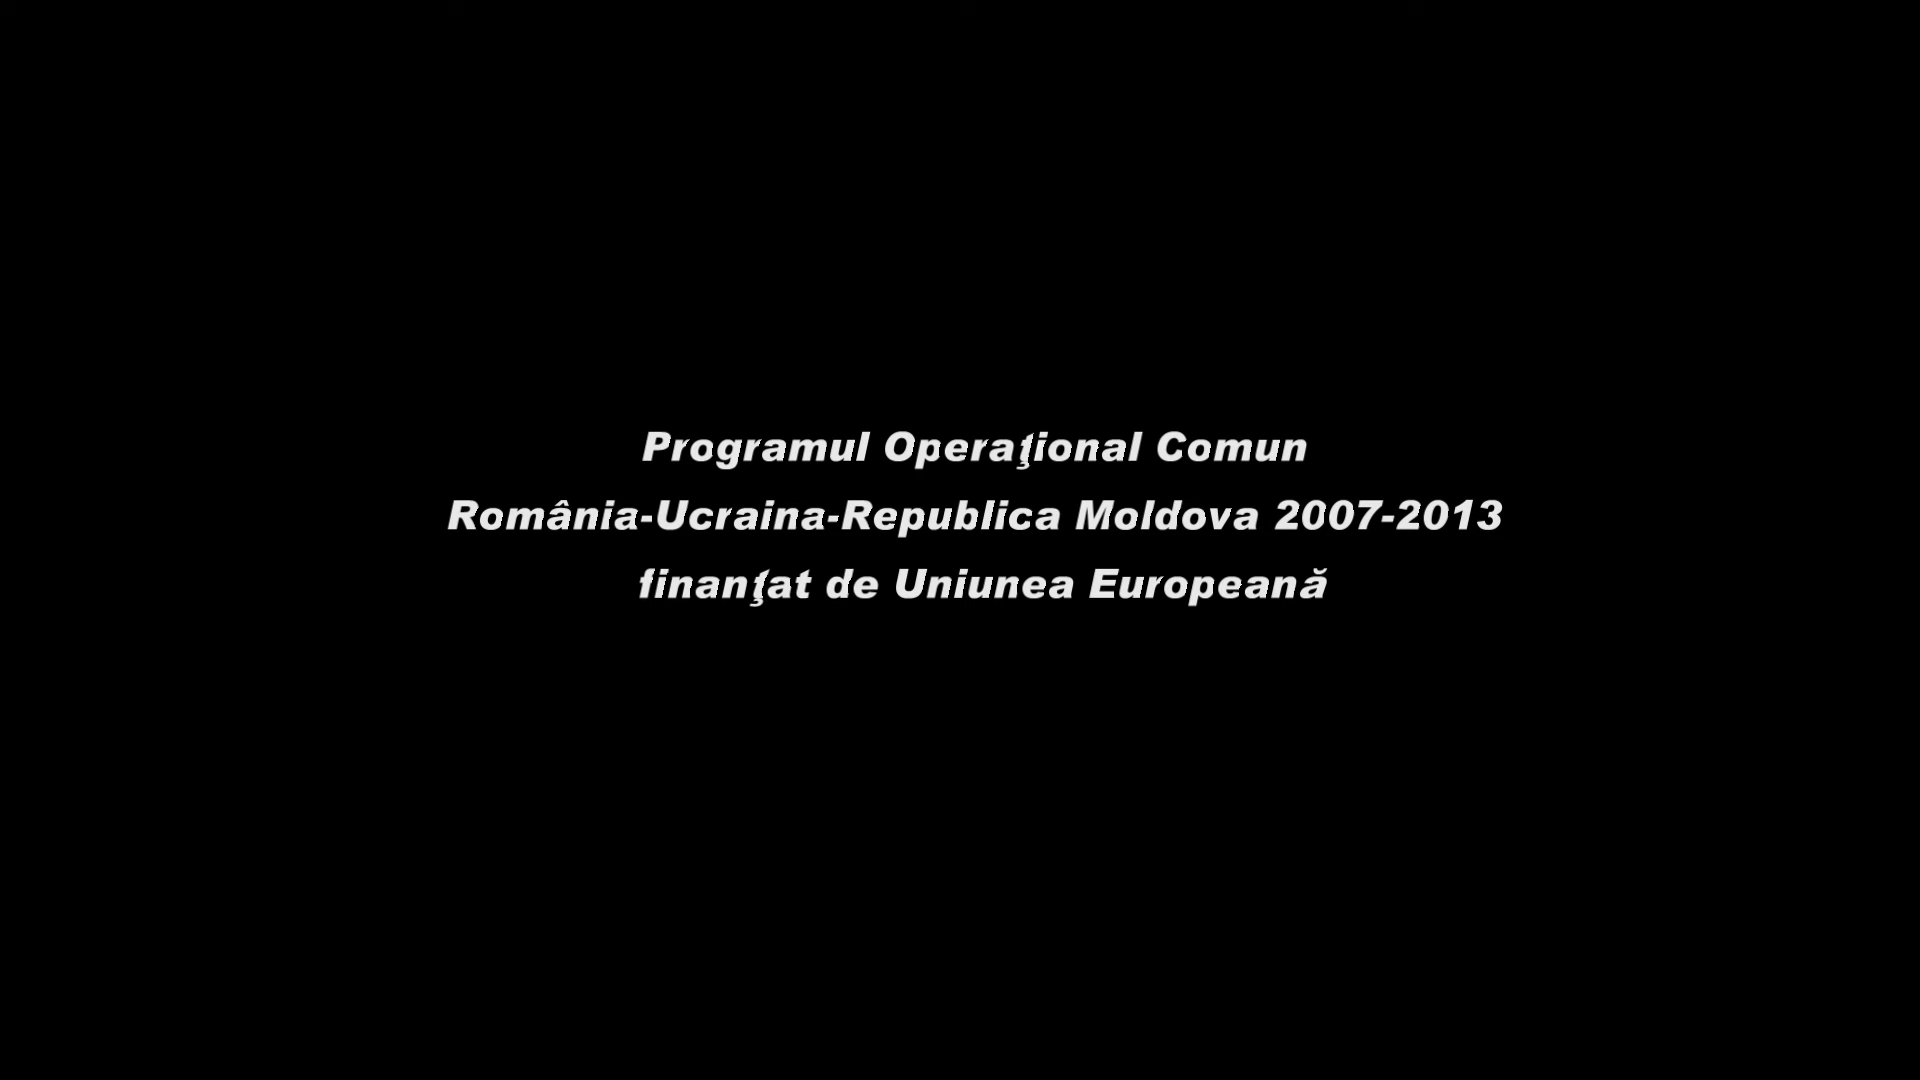 Programul Operaţional Comun
România-Ucraina-Republica Moldova 2007-2013
finanţat de Uniunea Europeană